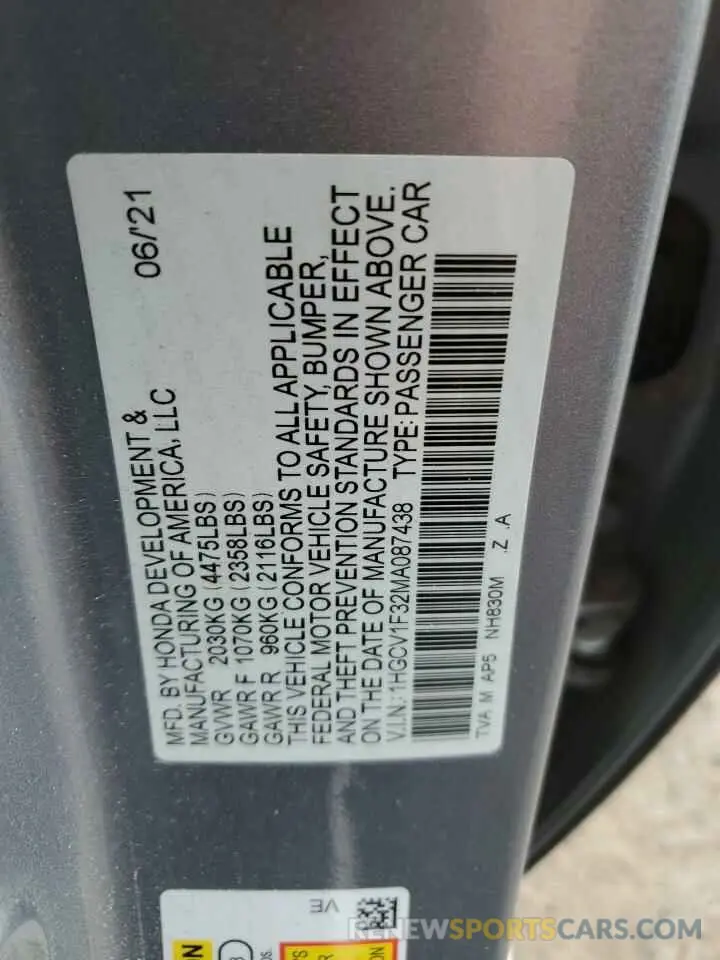 MFD. BY HONDA DEVELOPMENT & 06/'21
MANUFACTURING OF AMERICA, LLC
GVWR 2030KG (4475LBS)
GAWR F 1070KG (2358LBS)
GAWR R 960KG (2116LBS)
THIS VEHICLE CONFORMS TO ALL APPLICABLE
FEDERAL MOTOR VEHICLE SAFETY, BUMPER,
AND THEFT PREVENTION STANDARDS IN EFFECT
ON THE DATE OF MANUFACTURE SHOWN ABOVE.
V.I.N.: 1HGCV1F32MA087438 TYPE: PASSENGER CAR
TVA M AP5 NH830M .Z .A
VE
RENEWSPORTSCARS.COM